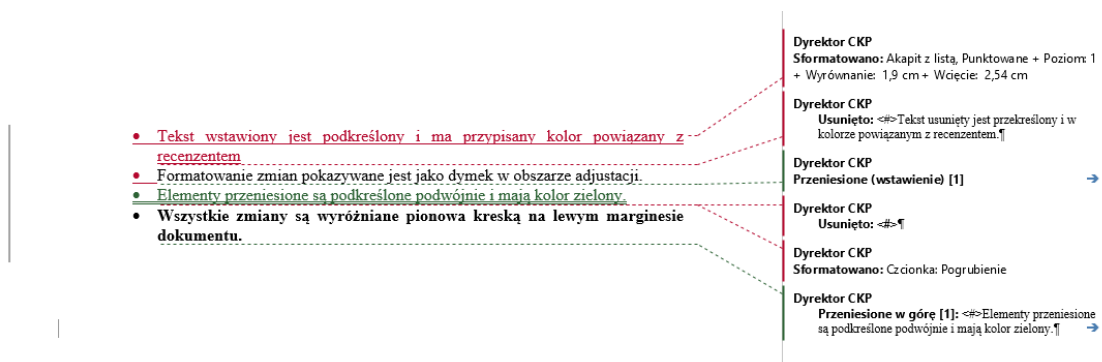 • Tekst wstawiony jest podkreślony i ma przypisany kolor powiązany z
recenzentem
• Formatowanie zmian pokazywane jest jako dymek w obszarze adjustacji.
• Elementy przeniesione są podkreślone podwójnie i mają kolor zielony.
• Wszystkie zmiany są wyróżniane pionowa kreską na lewym marginesie
dokumentu.
Dyrektor CKP
Sformatowano: Akapit z listą, Punktowane + Poziom: 1
+ Wyrównanie: 1,9 cm + Wcięcie: 2,54 cm
Dyrektor CKP
Usunięto: <#>Tekst usunięty jest przekreślony i w
kolorze powiązanym z recenzentem.¶
Dyrektor CKP
Przeniesione (wstawienie) [1]
Dyrektor CKP
Usunięto: <#>¶
Dyrektor CKP
Sformatowano: Czcionka: Pogrubienie
Dyrektor CKP
Przeniesione w górę [1]: <#>Elementy przeniesione
są podkreślone podwójnie i mają kolor zielony.¶